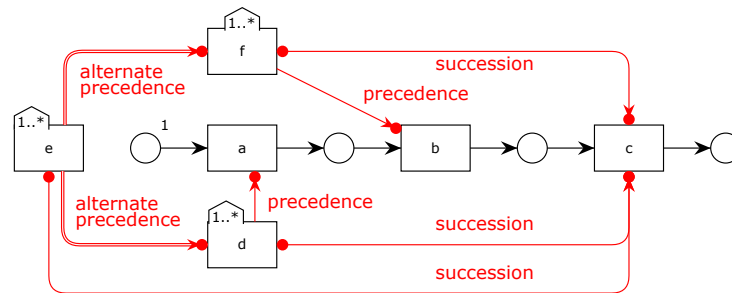 1..*
f
alternate
precedence
succession
precedence
1..*
e
1
a
b
c
alternate
precedence
precedence
1..*
d
succession
succession